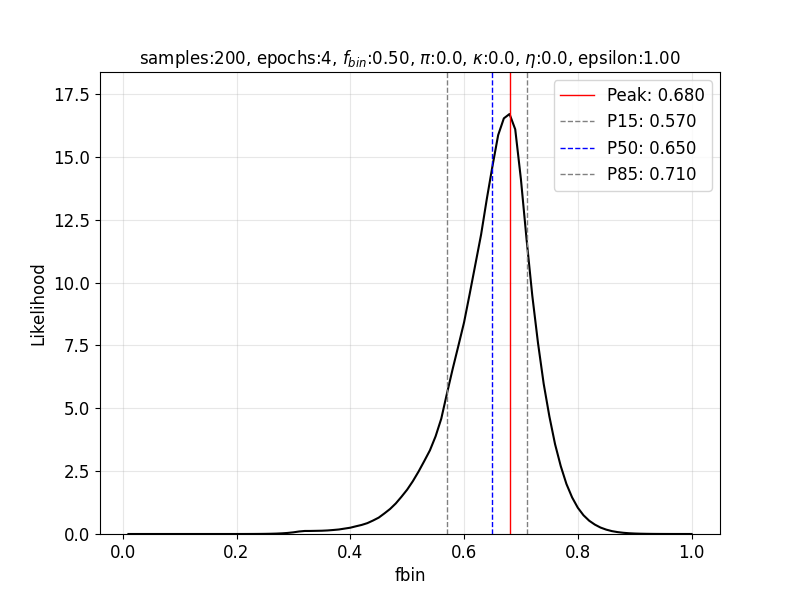 samples:200, epochs:4, f_bin:0.50, π:0.0, κ:0.0, η:0.0, epsilon:1.00
Peak: 0.680
P15: 0.570
P50: 0.650
P85: 0.710
17.5
15.0
12.5
10.0
7.5
5.0
2.5
0.0
Likelihood
0.0 0.2 0.4 0.6 0.8 1.0
fbin